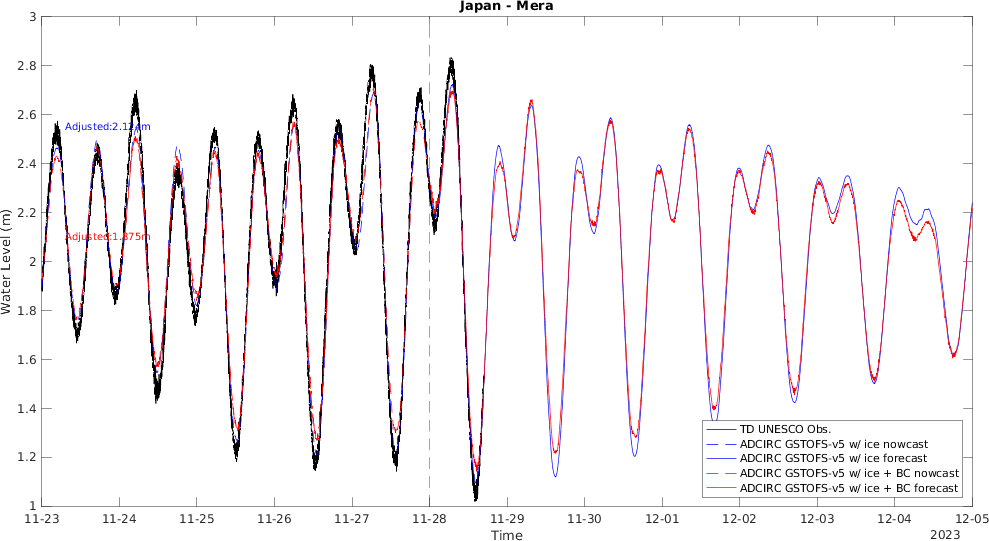 Japan - Mera
3
2.8
2.6
2.4
2.2
2
1.8
1.6
1.4
1.2
1
Water Level (m)
Adjusted:1.875m
TD UNESCO Obs.
ADCIRC GSTOFS-v5 w/ ice nowcast
ADCIRC GSTOFS-v5 w/ ice forecast
ADCIRC GSTOFS-v5 w/ ice + BC nowcast
ADCIRC GSTOFS-v5 w/ ice + BC forecast
11-23 11-24 11-25 11-26 11-27 11-28 11-29 11-30 12-01 12-02 12-03 12-04 12-05
Time
2023